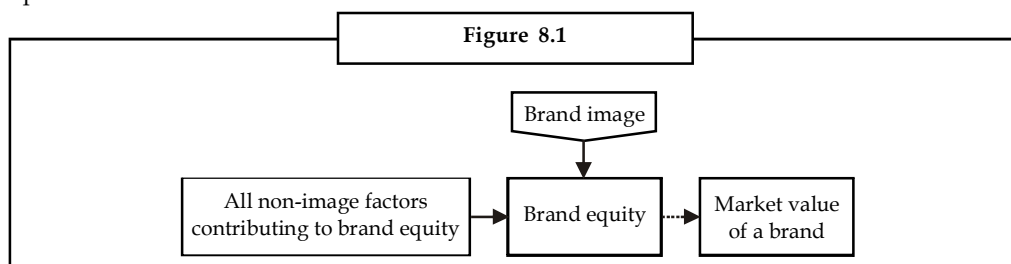 Figure 8.1
Brand image
All non-image factors
contributing to brand equity
Brand equity
Market value
of a brand